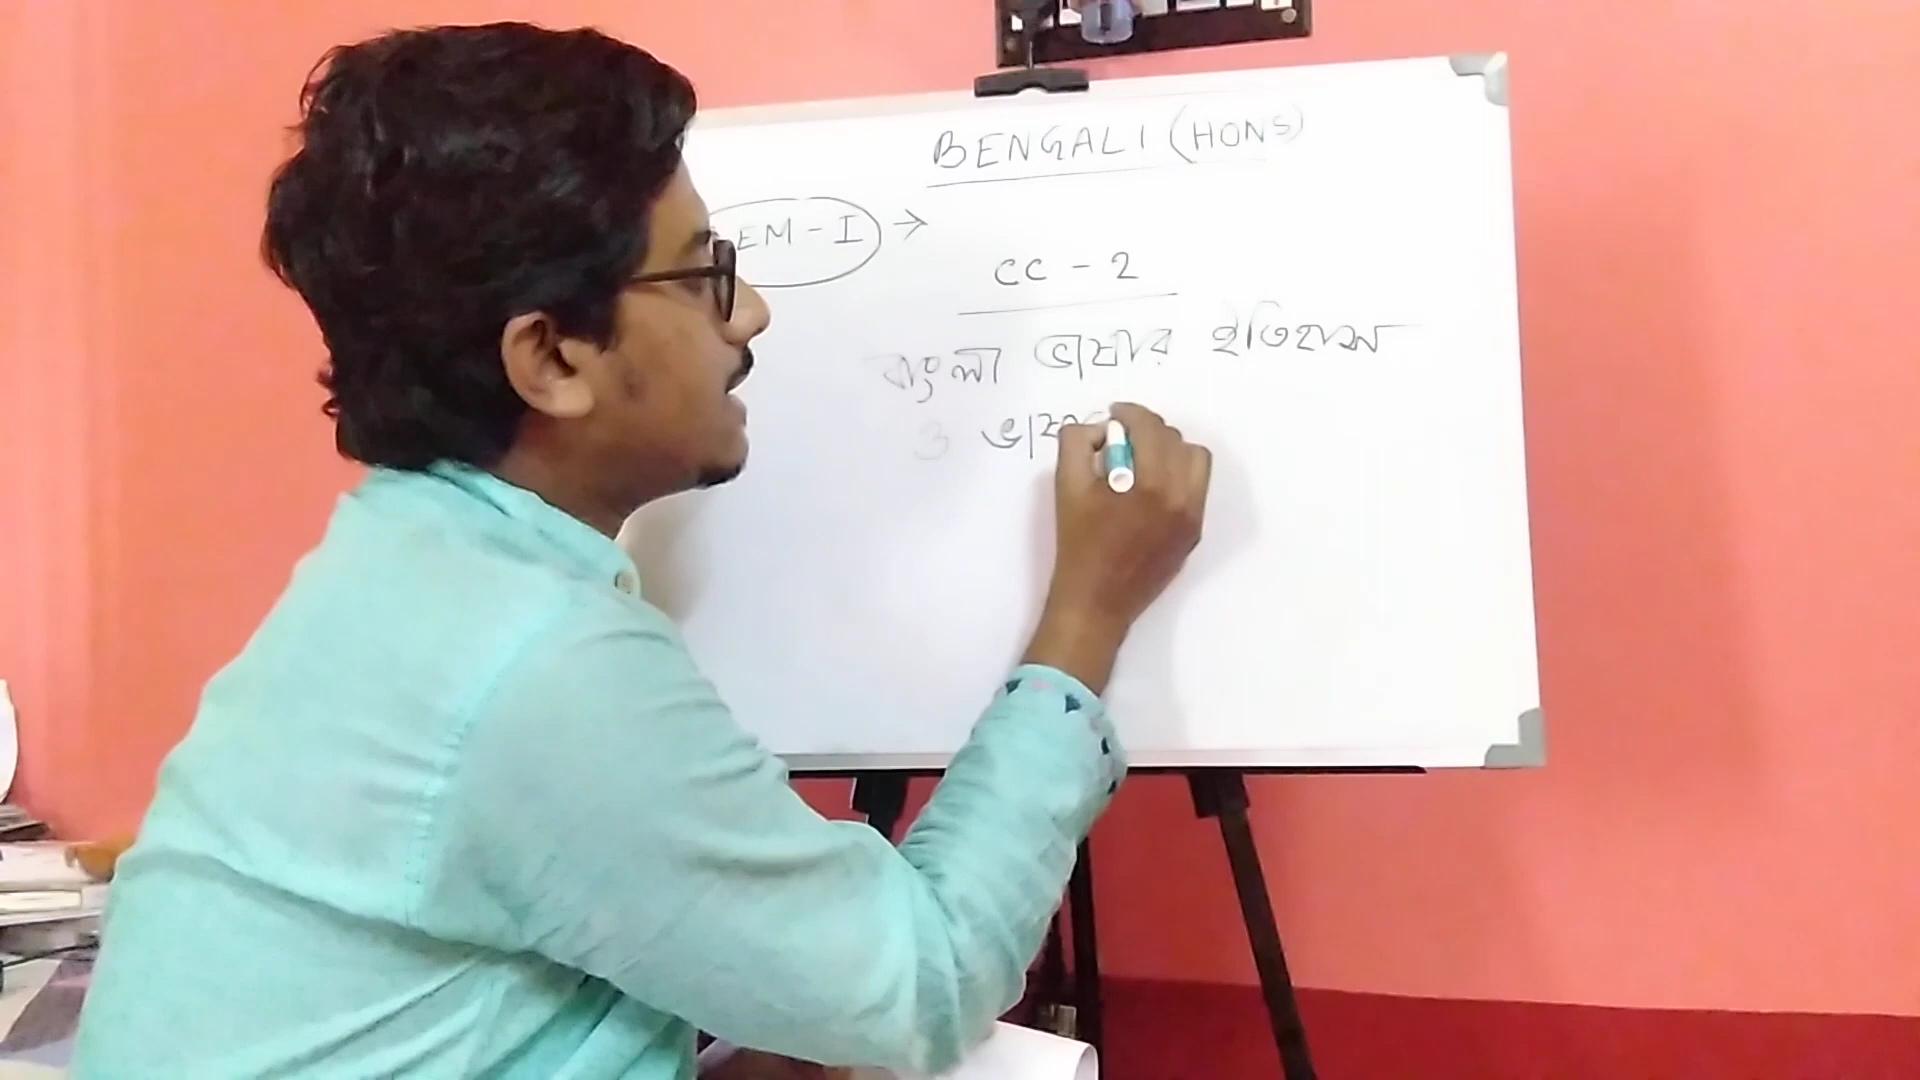 BENGALI (HONS)
EM - I →
CC - 2
বাংলা ভাষার ইতিহাস
ও